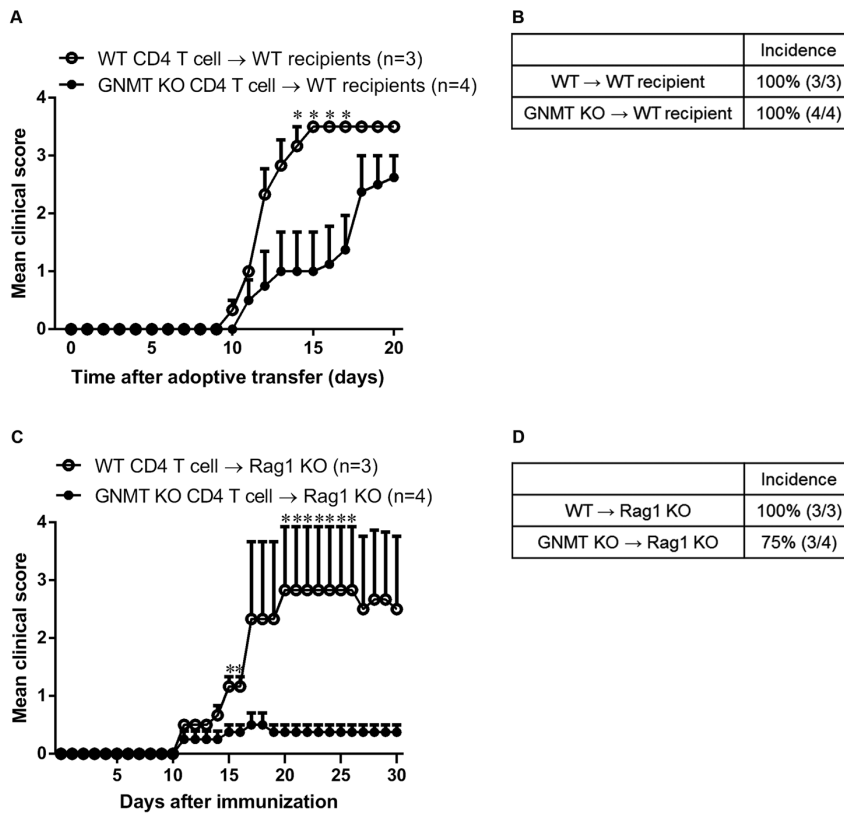 A
WT CD4 T cell → WT recipients (n=3)
GNMT KO CD4 T cell → WT recipients (n=4)
4
3
2
1
0
Mean clinical score
* * * *
0 5 10 15 20
Time after adoptive transfer (days)
B
Incidence
WT → WT recipient 100% (3/3)
GNMT KO → WT recipient 100% (4/4)
C
WT CD4 T cell → Rag1 KO (n=3)
GNMT KO CD4 T cell → Rag1 KO (n=4)
4
3
2
1
0
Mean clinical score
*******
**
5 10 15 20 25 30
Days after immunization
D
Incidence
WT → Rag1 KO 100% (3/3)
GNMT KO → Rag1 KO 75% (3/4)